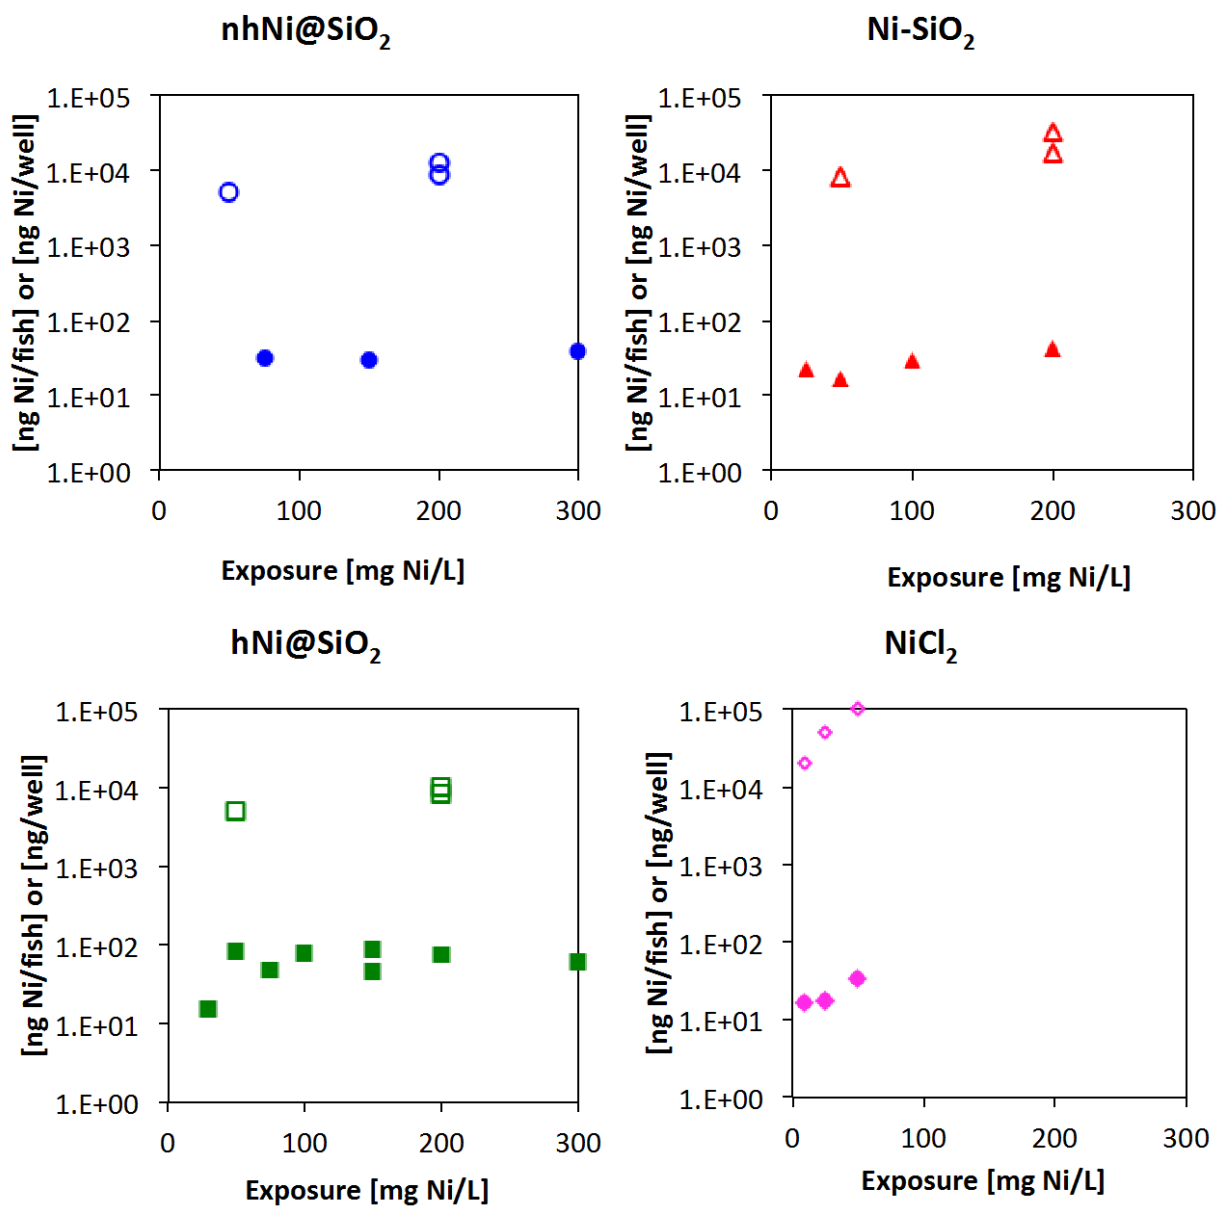 nhNi@SiO₂
[ng Ni/fish] or [ng Ni/well]
1.E+05
1.E+04
1.E+03
1.E+02
1.E+01
1.E+00
0 100 200 300
Exposure [mg Ni/L]
Ni-SiO₂
[ng Ni/fish] or [ng Ni/well]
1.E+05
1.E+04
1.E+03
1.E+02
1.E+01
1.E+00
0 100 200 300
Exposure [mg Ni/L]
hNi@SiO₂
[ng Ni/fish] or [ng/well]
1.E+05
1.E+04
1.E+03
1.E+02
1.E+01
1.E+00
0 100 200 300
Exposure [mg Ni/L]
NiCl₂
[ng Ni/fish] or [ng/well]
1.E+05
1.E+04
1.E+03
1.E+02
1.E+01
1.E+00
0 100 200 300
Exposure [mg Ni/L]